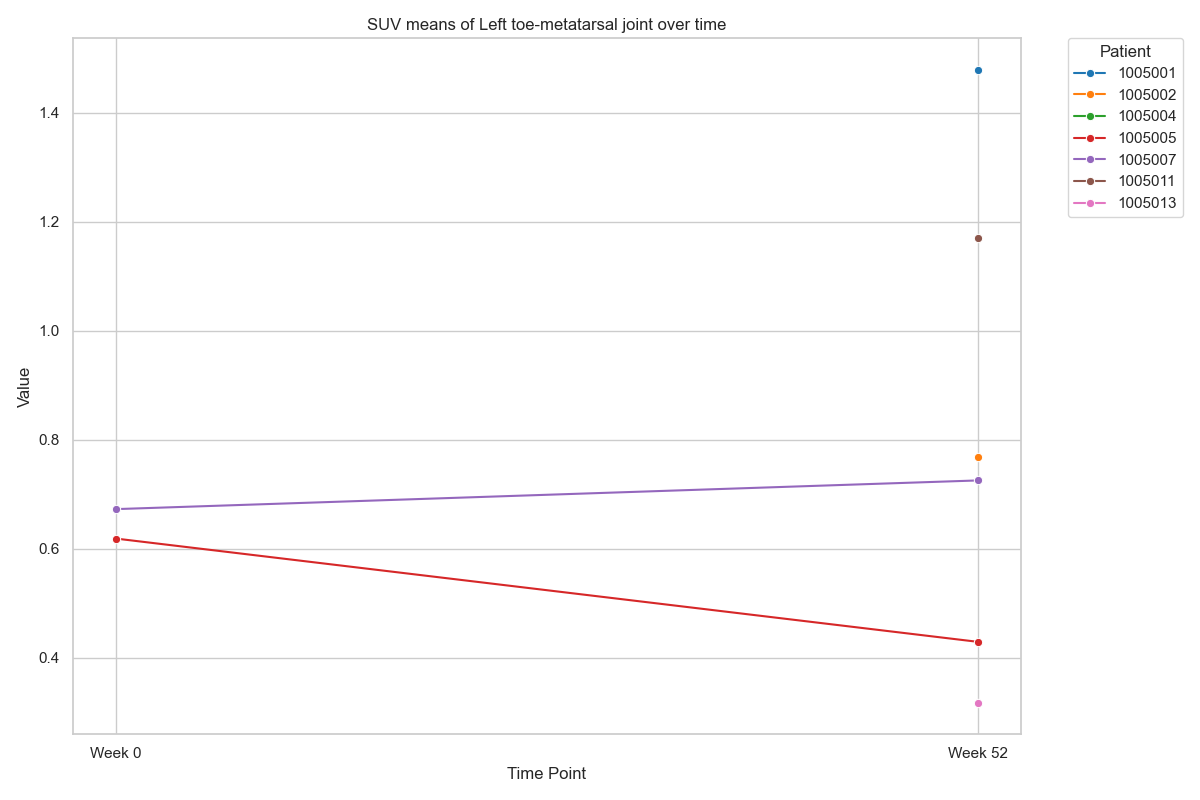 SUV means of Left toe-metatarsal joint over time
Patient
1005001
1005002
1005004
1005005
1005007
1005011
1005013
Value
1.4
1.2
1.0
0.8
0.6
0.4
Week 0
Week 52
Time Point